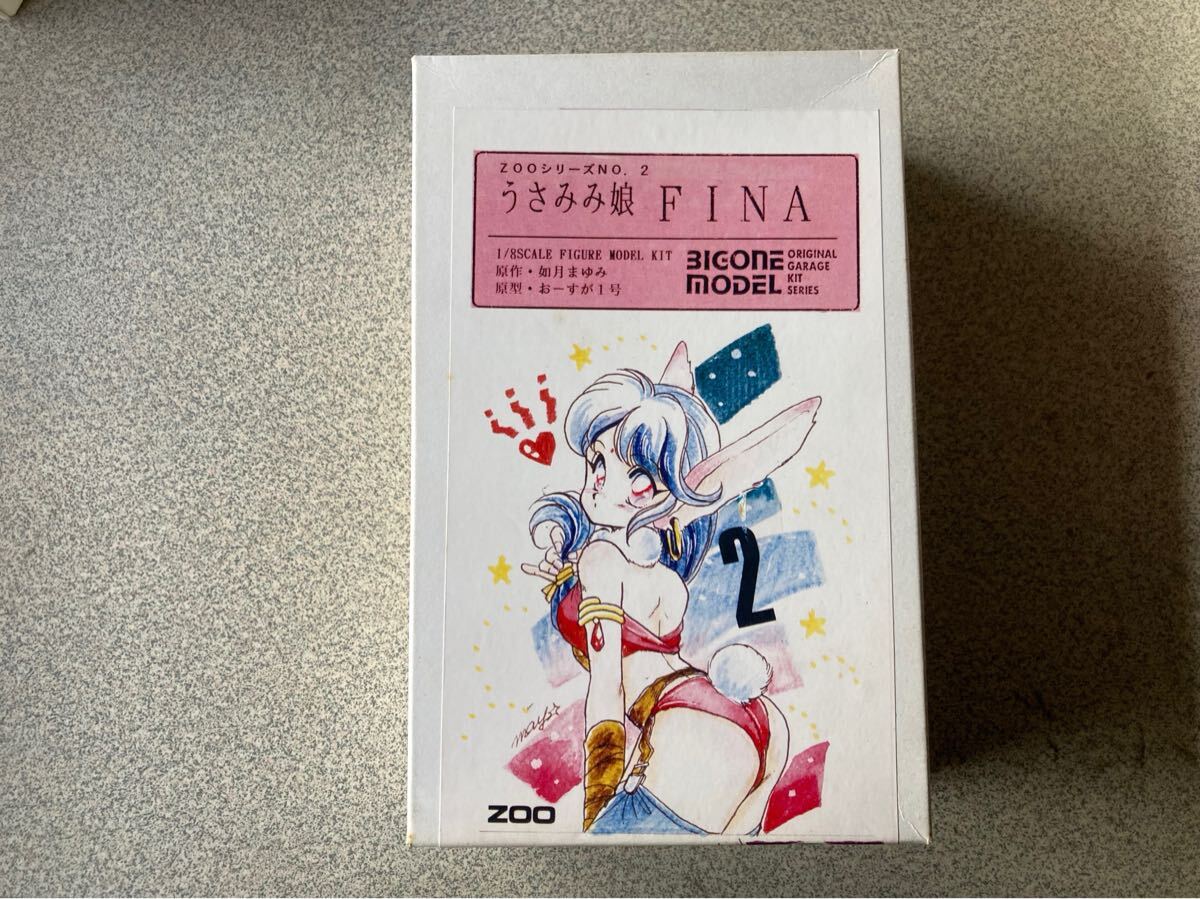 ZOOシリーズNO.2
うさみみ娘 FINA
1/8SCALE FIGURE MODEL KIT
原作・如月まゆみ
原型・おーすが1号
BIGONE
MODEL
ORIGINAL
GARAGE
KIT
SERIES
2
ZOO